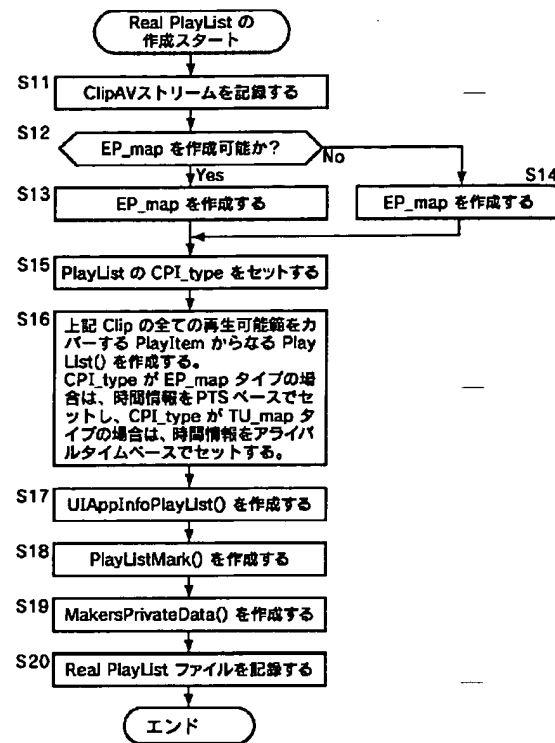 Real PlayList の
作成スタート
S11
ClipAVストリームを記録する
S12
EP_map を作成可能か?
No
Yes
S13
EP_map を作成する
S14
EP_map を作成する
S15
PlayList の CPI_type をセットする
S16
上記 Clip の全ての再生可能範をカ
バーする PlayItem からなる Play
List() を作成する。
CPI_type が EP_map タイプの場
合は、時間情報をPTS ベースでセ
ットし、CPI_type が TU_map タ
イプの場合は、時間情報をアライバ
ルタイムベースでセットする。
S17
UIAppInfoPlayList() を作成する
S18
PlayListMark() を作成する
S19
MakersPrivateData() を作成する
S20
Real PlayList ファイルを記録する
エンド